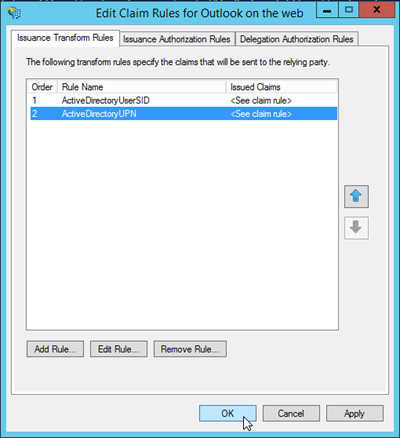 Edit Claim Rules for Outlook on the web
Issuance Transform Rules Issuance Authorization Rules Delegation Authorization Rules
The following transform rules specify the claims that will be sent to the relying party.
Order Rule Name Issued Claims
1 ActiveDirectoryUserSID <See claim rule>
2 ActiveDirectoryUPN <See claim rule>
Add Rule... Edit Rule... Remove Rule...
OK Cancel Apply